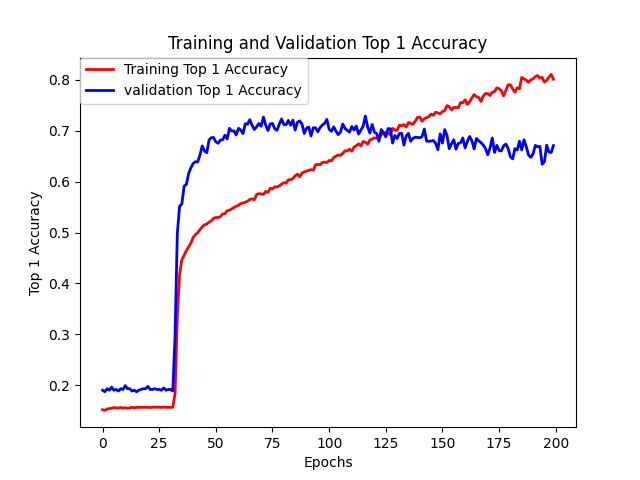 Training and Validation Top 1 Accuracy
Training Top 1 Accuracy
validation Top 1 Accuracy
Top 1 Accuracy
0.8
0.7
0.6
0.5
0.4
0.3
0.2
0 25 50 75 100 125 150 175 200
Epochs